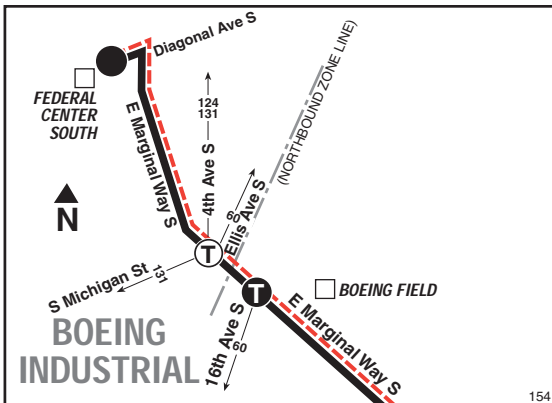 Diagonal Ave S
FEDERAL
CENTER
SOUTH
E Marginal Way S
124
131
4th Ave S
(NORTHBOUND ZONE LINE)
N
60
Ellis Ave S
T
S Michigan St
131
T
BOEING FIELD
BOEING
INDUSTRIAL
16th Ave S
60
E Marginal Way S
154